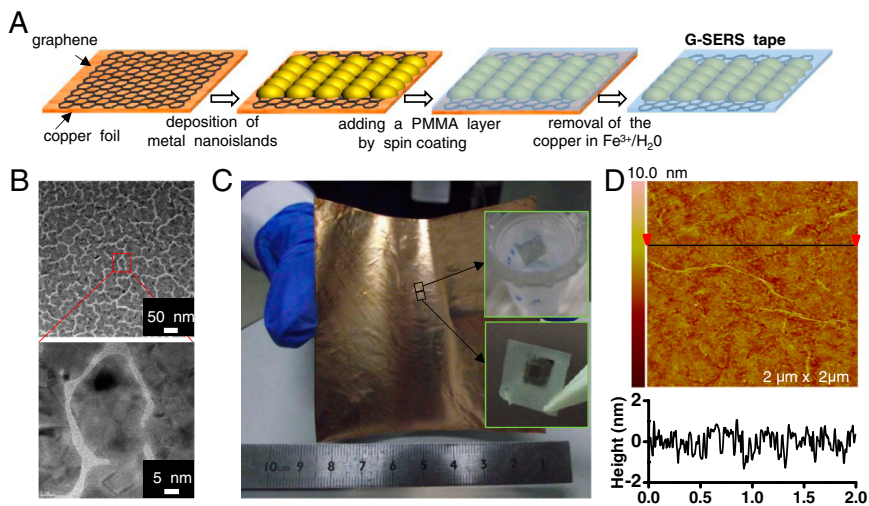 A
graphene
copper foil
deposition of
metal nanoislands
adding a PMMA layer
by spin coating
removal of the
copper in Fe³⁺/H₂0
G-SERS tape
B
50 nm
5 nm
C
10cm 9 8 7 6 5 4 3 2 1
D
10.0 nm
2 µm x 2µm
Height (nm)
2
0
-2
0.0 0.5 1.0 1.5 2.0